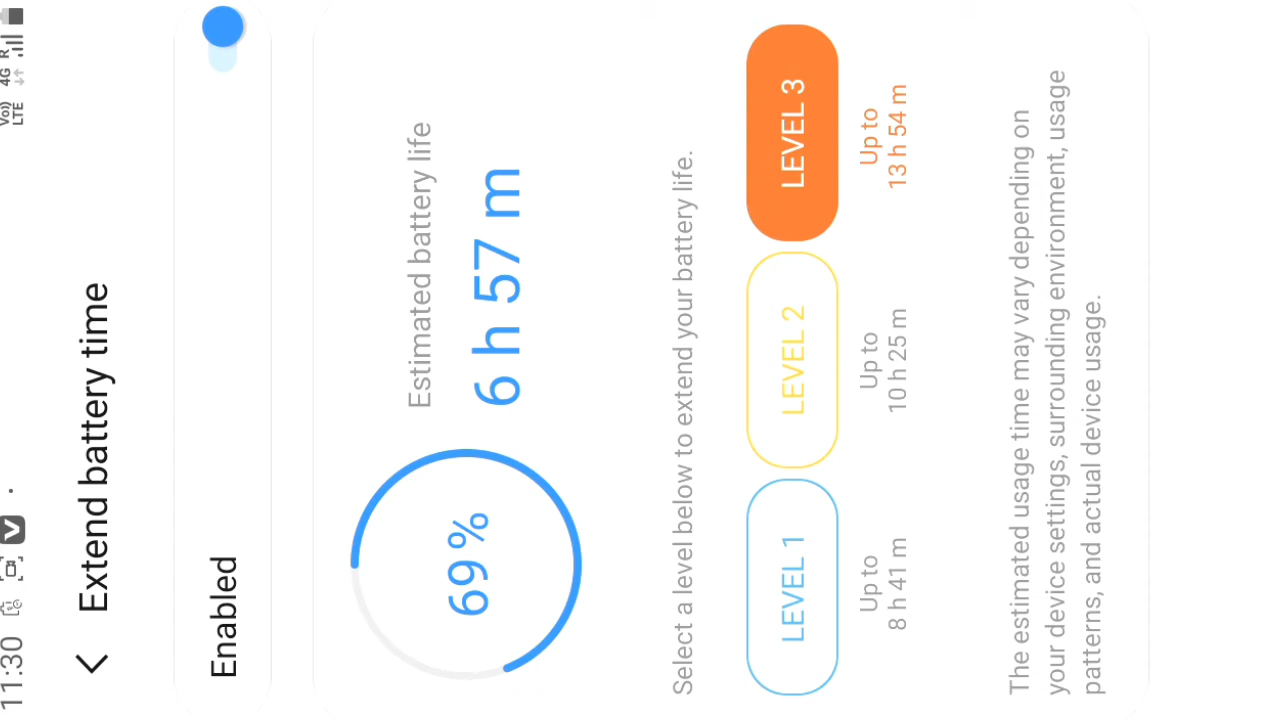 11:30
Vo)) LTE 4G R
Extend battery time
Enabled
69%
Estimated battery life
6 h 57 m
Select a level below to extend your battery life.
LEVEL 1
Up to
8 h 41 m
LEVEL 2
Up to
10 h 25 m
LEVEL 3
Up to
13 h 54 m
The estimated usage time may vary depending on
your device settings, surrounding environment, usage
patterns, and actual device usage.